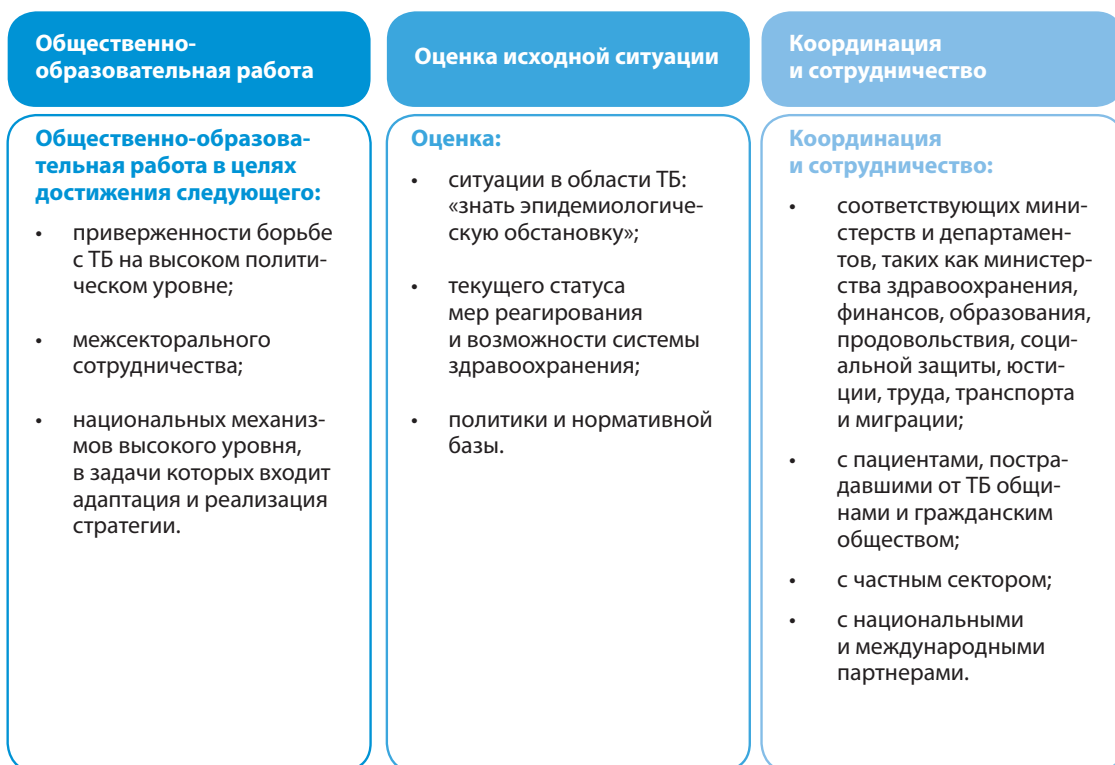 Общественно-
образовательная работа
Общественно-образова-
тельная работа в целях
достижения следующего:
• приверженности борьбе
с ТБ на высоком полити-
ческом уровне;
• межсекторального
сотрудничества;
• национальных механиз-
мов высокого уровня,
в задачи которых входит
адаптация и реализация
стратегии.
Оценка исходной ситуации
Оценка:
• ситуации в области ТБ:
«знать эпидемиологиче-
скую обстановку»;
• текущего статуса
мер реагирования
и возможности системы
здравоохранения;
• политики и нормативной
базы.
Координация
и сотрудничество
Координация
и сотрудничество:
• соответствующих мини-
стерств и департамен-
тов, таких как министер-
ства здравоохранения,
финансов, образования,
продовольствия, соци-
альной защиты, юсти-
ции, труда, транспорта
и миграции;
• с пациентами, постра-
давшими от ТБ общи-
нами и гражданским
обществом;
• с частным сектором;
• с национальными
и международными
партнерами.